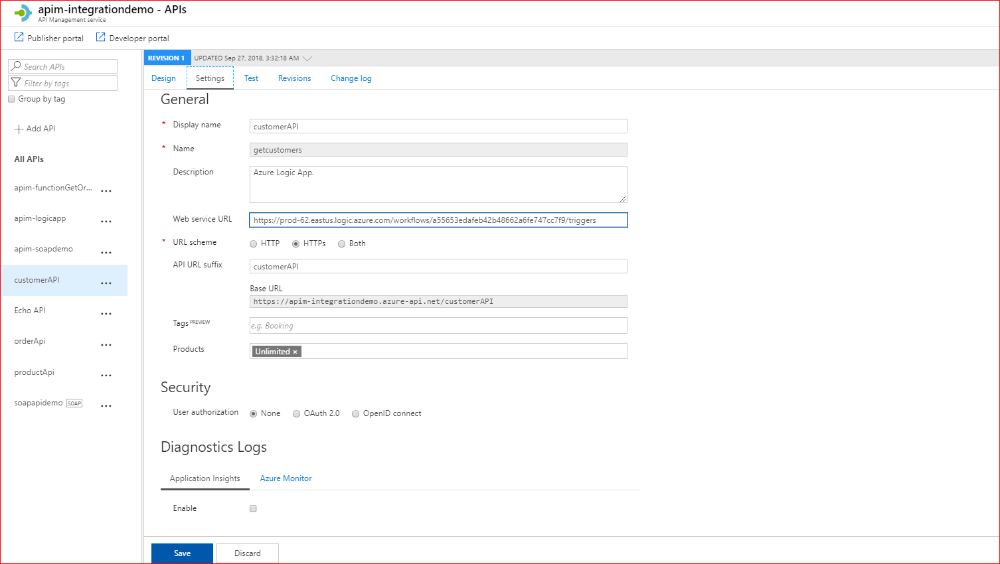 apim-integrationdemo - APIs
API Management service
Publisher portal
Developer portal
Search APIs
Filter by tags
Group by tag
Add API
All APIs
apim-functionGetOr...
apim-logicapp
apim-soapdemo
customerAPI
Echo API
orderApi
productApi
soapapidemo SOAP
REVISION 1 UPDATED Sep 27, 2018, 3:32:18 AM
Design Settings Test Revisions Change log
General
* Display name customerAPI
* Name getcustomers
Description Azure Logic App.
Web service URL https://prod-62.eastus.logic.azure.com/workflows/a55653edafeb42b48662a6fe747cc7f9/triggers
* URL scheme HTTP HTTPs Both
API URL suffix customerAPI
Base URL
https://apim-integrationdemo.azure-api.net/customerAPI
Tags PREVIEW e.g. Booking
Products Unlimited ×
Security
User authorization None OAuth 2.0 OpenID connect
Diagnostics Logs
Application Insights Azure Monitor
Enable
Save Discard